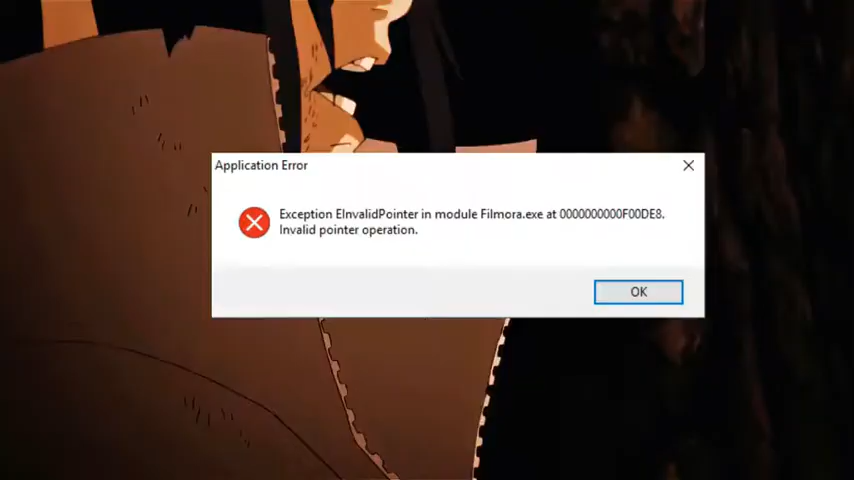 Application Error
Exception EInvalidPointer in module Filmora.exe at 0000000000F00DE8.
Invalid pointer operation.
OK